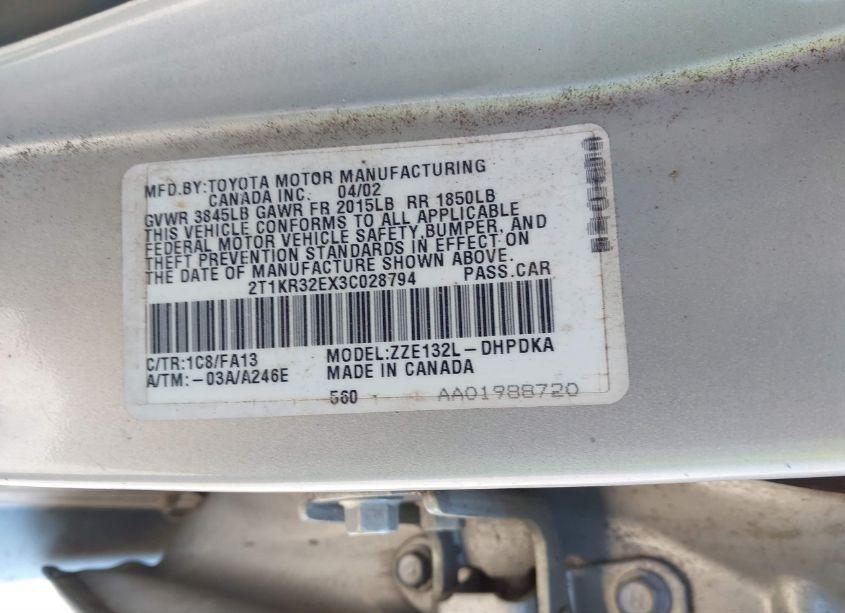 MFD.BY:TOYOTA MOTOR MANUFACTURING
CANADA INC. 04/02
GVWR 3845LB GAWR FR 2015LB RR 1850LB
THIS VEHICLE CONFORMS TO ALL APPLICABLE
FEDERAL MOTOR VEHICLE SAFETY,BUMPER, AND
THEFT PREVENTION STANDARDS IN EFFECT ON
THE DATE OF MANUFACTURE SHOWN ABOVE.
2T1KR32EX3C028794 PASS.CAR
C/TR:1C8/FA13 MODEL:ZZE132L-DHPDKA
A/TM:-03A/A246E MADE IN CANADA
560 AA01988720